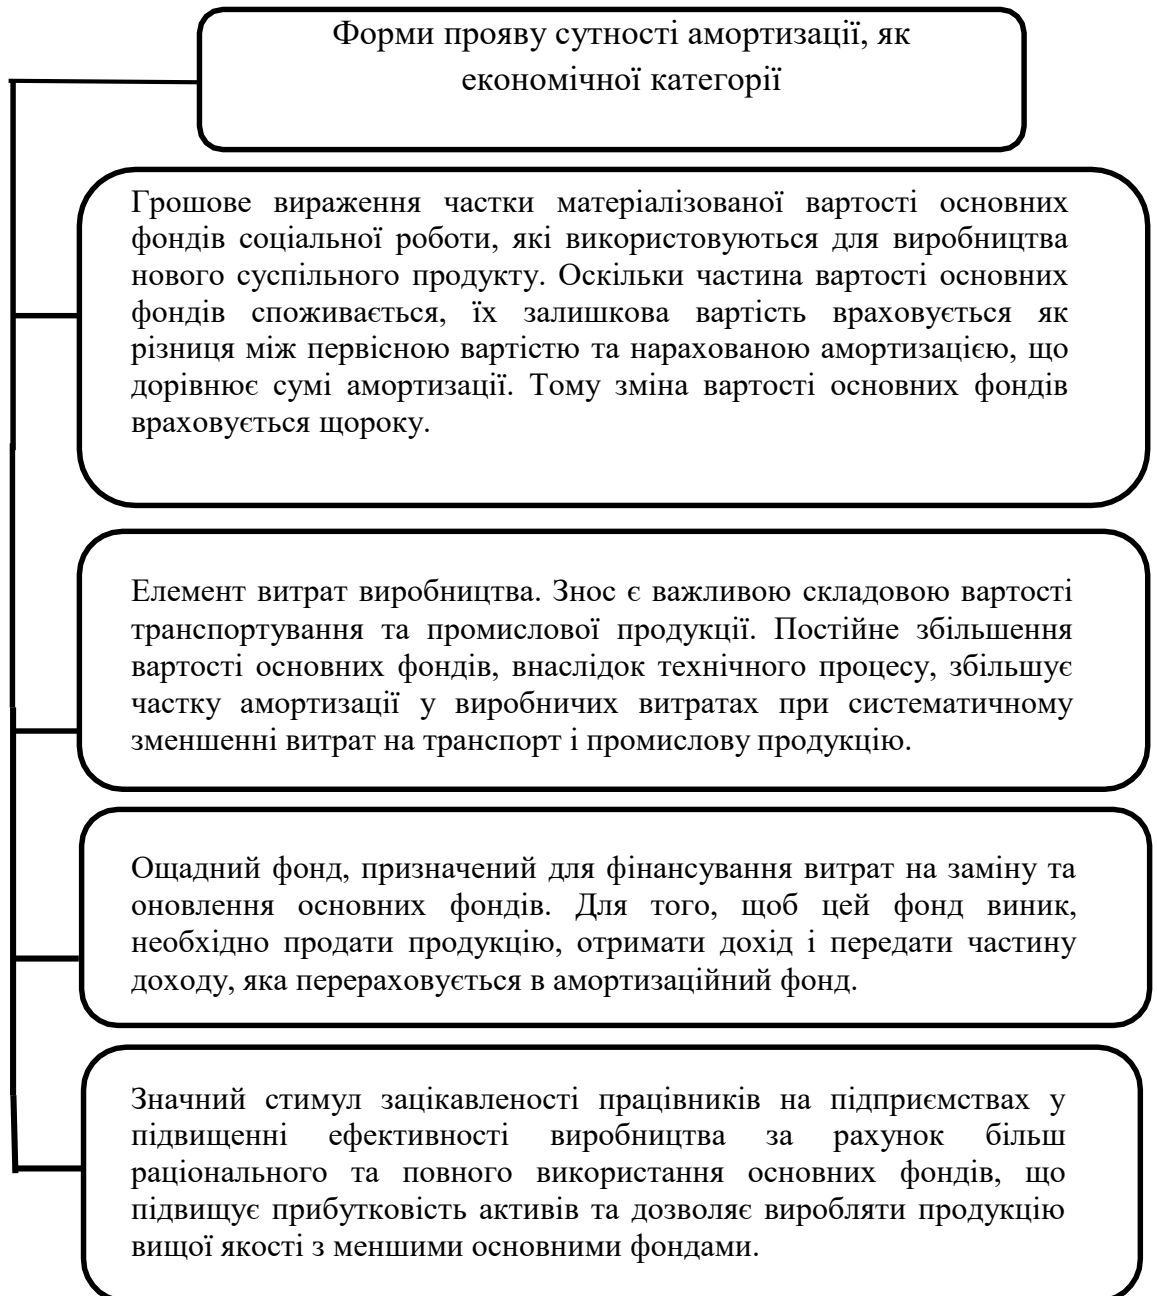 Форми прояву сутності амортизації, як
економічної категорії
Грошове вираження частки матеріалізованої вартості основних
фондів соціальної роботи, які використовуються для виробництва
нового суспільного продукту. Оскільки частина вартості основних
фондів споживається, їх залишкова вартість враховується як
різниця між первісною вартістю та нарахованою амортизацією, що
дорівнює сумі амортизації. Тому зміна вартості основних фондів
враховується щороку.
Елемент витрат виробництва. Знос є важливою складовою вартості
транспортування та промислової продукції. Постійне збільшення
вартості основних фондів, внаслідок технічного процесу, збільшує
частку амортизації у виробничих витратах при систематичному
зменшенні витрат на транспорт і промислову продукцію.
Ощадний фонд, призначений для фінансування витрат на заміну та
оновлення основних фондів. Для того, щоб цей фонд виник,
необхідно продати продукцію, отримати дохід і передати частину
доходу, яка перераховується в амортизаційний фонд.
Значний стимул зацікавленості працівників на підприємствах у
підвищенні ефективності виробництва за рахунок більш
раціонального та повного використання основних фондів, що
підвищує прибутковість активів та дозволяє виробляти продукцію
вищої якості з меншими основними фондами.